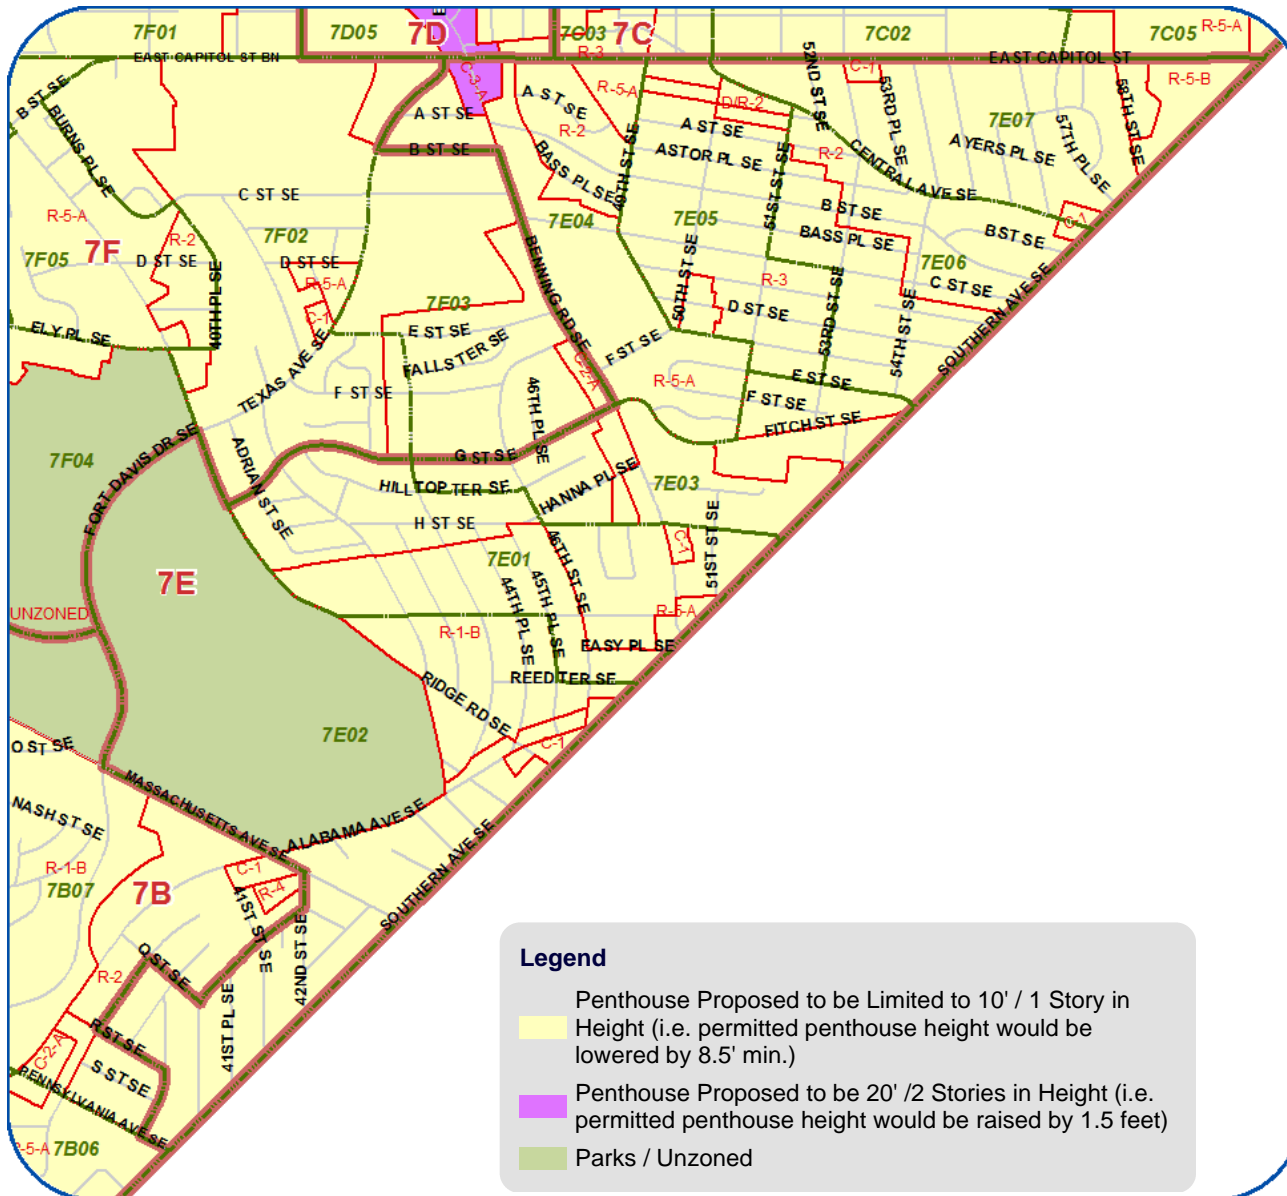 7F01
7D05
7D
E
7C03
7C
7C02
7C05
R-5-A
R-3
EAST CAPITOL ST BN
EAST CAPITOL ST
C-3-A
C-1
R-5-B
B ST SE
BURNS PL SE
A ST SE
B ST SE
A ST SE
R-5-A
R-2
D/R-2
52ND ST SE
53RD PL SE
7E07
58TH ST SE
57TH PL SE
A ST SE
ASTOR PL SE
R-2
AYERS PL SE
CENTRAL AVE SE
BASS PL SE
49TH ST SE
51ST ST SE
C ST SE
R-5-A
7F
R-2
7F02
7E04
7E05
B ST SE
BASS PL SE
C-1
B ST SE
7F05
D ST SE
D ST SE
R-5-A
BENNING RD SE
7E06
R-3
C ST SE
40TH PL SE
C-1
7E03
50TH ST SE
D ST SE
53RD ST SE
54TH ST SE
SOUTHERN AVE SE
ELY PL SE
TEXAS AVE SE
E ST SE
FALLS TER SE
F ST SE
C-2-A
R-5-A
E ST SE
F ST SE
F ST SE
FITCH ST SE
46TH PL SE
7F04
FORT DAVIS DR SE
ADRIAN ST SE
G ST SE
HILLTOP TER SE
HANNA PL SE
7E03
H ST SE
C-1
51ST ST SE
7E01
46TH ST SE
45TH PL SE
44TH PL SE
7E
UNZONED
R-5-A
R-1-B
EASY PL SE
REED TER SE
RIDGE RD SE
7E02
C-1
O ST SE
MASSACHUSETTS AVE SE
NASH ST SE
ALABAMA AVE SE
SOUTHERN AVE SE
R-1-B
7B07
7B
C-1
R-4
41ST ST SE
42ND ST SE
Q ST SE
R-2
41ST PL SE
R ST SE
C-2-A
S ST SE
PENNSYLVANIA AVE SE
R-5-A
7B06
Legend
Penthouse Proposed to be Limited to 10' / 1 Story in
Height (i.e. permitted penthouse height would be
lowered by 8.5' min.)
Penthouse Proposed to be 20' /2 Stories in Height (i.e.
permitted penthouse height would be raised by 1.5 feet)
Parks / Unzoned